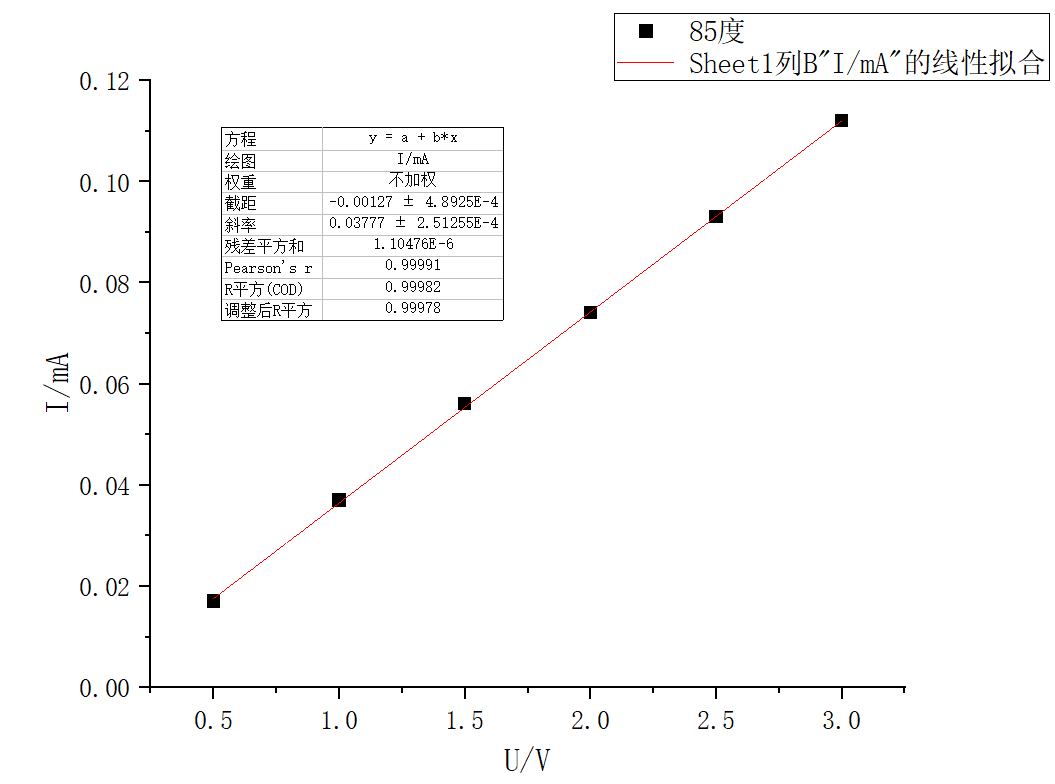 85度
Sheet1列B"I/mA"的线性拟合
0.12
0.10
0.08
0.06
0.04
0.02
0.00
I/mA
方程 y = a + b*x
绘图 I/mA
权重 不加权
截距 -0.00127 ± 4.8925E-4
斜率 0.03777 ± 2.51255E-4
残差平方和 1.10476E-6
Pearson's r 0.99991
R平方(COD) 0.99982
调整后R平方 0.99978
0.5 1.0 1.5 2.0 2.5 3.0
U/V